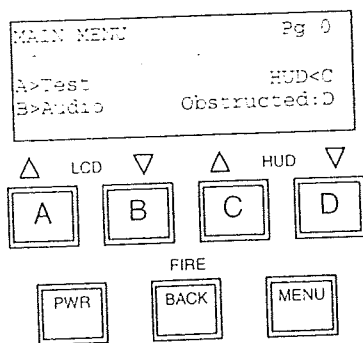 MAIN MENU Pg 0
A>Test HUD<C
B>Audio Obstructed:D
△ LCD ▽ △ HUD ▽
A B C D
FIRE
PWR BACK MENU